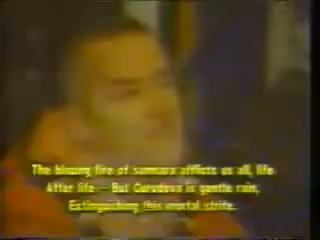 The blazing fire of samsara afflicts us all, life
After life — But Gurudeva is gentle rain,
Extinguishing this mental strife.